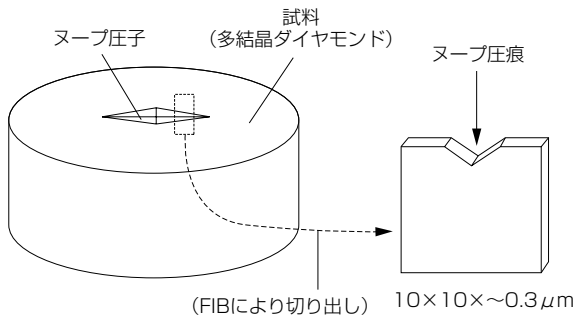 試料
(多結晶ダイヤモンド)
ヌープ圧子
ヌープ圧痕
(FIBにより切り出し)
10×10×~0.3μm